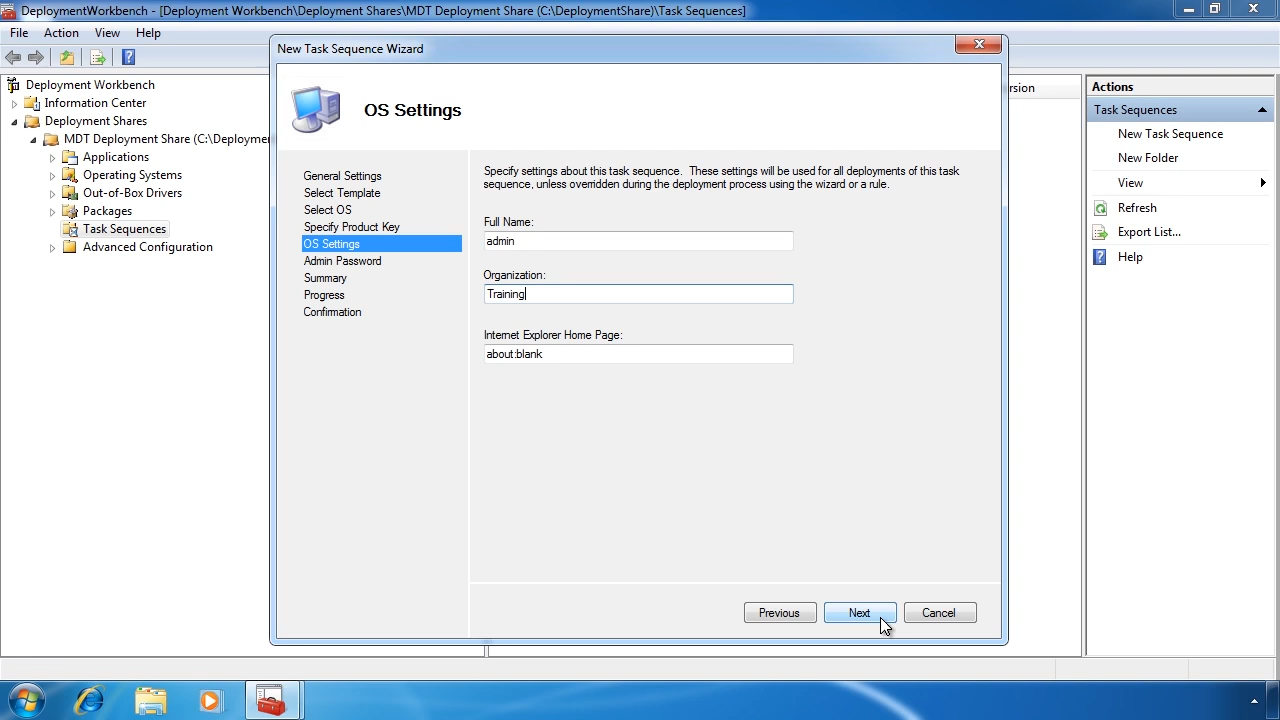 DeploymentWorkbench - [Deployment Workbench\Deployment Shares\MDT Deployment Share (C:\DeploymentShare)\Task Sequences]
File Action View Help
New Task Sequence Wizard
OS Settings
Deployment Workbench
Information Center
Deployment Shares
MDT Deployment Share (C:\Deployme
Applications
Operating Systems
Out-of-Box Drivers
Packages
Task Sequences
Advanced Configuration
General Settings
Select Template
Select OS
Specify Product Key
OS Settings
Admin Password
Summary
Progress
Confirmation
Specify settings about this task sequence. These settings will be used for all deployments of this task
sequence, unless overridden during the deployment process using the wizard or a rule.
Full Name:
admin
Organization:
Training
Internet Explorer Home Page:
about:blank
Previous Next Cancel
rsion
Actions
Task Sequences
New Task Sequence
New Folder
View
Refresh
Export List...
Help